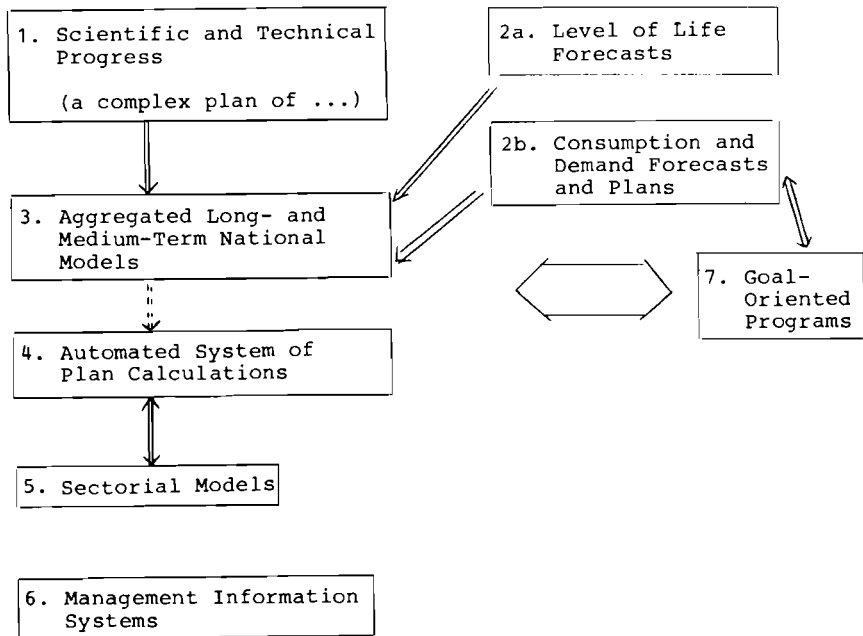 1. Scientific and Technical
Progress
(a complex plan of ...)
2a. Level of Life
Forecasts
2b. Consumption and
Demand Forecasts
and Plans
3. Aggregated Long- and
Medium-Term National
Models
7. Goal-
Oriented
Programs
4. Automated System of
Plan Calculations
5. Sectorial Models
6. Management Information
Systems